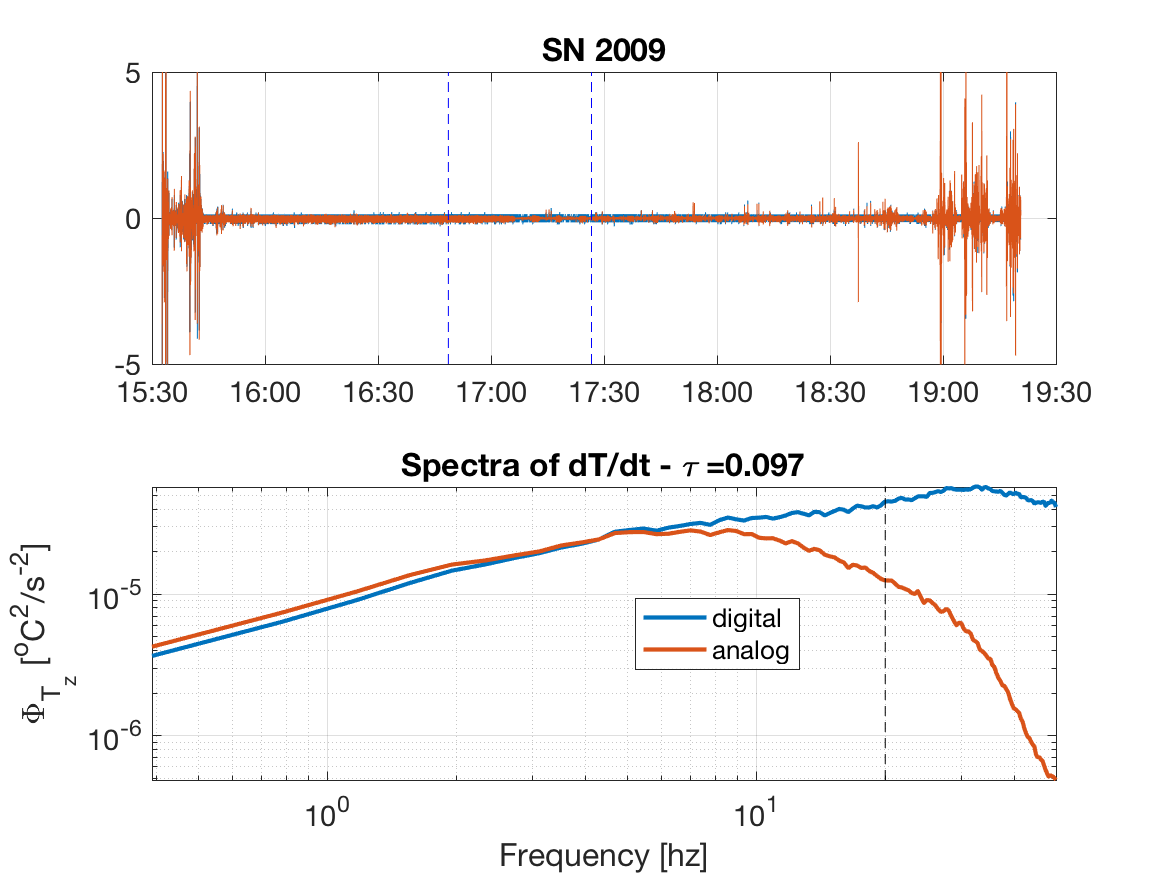 SN 2009
5
0
-5
15:30 16:00 16:30 17:00 17:30 18:00 18:30 19:00 19:30
Spectra of dT/dt - τ =0.097
Φ_{T_z} [°C²/s⁻²]
10⁻⁵
10⁻⁶
digital
analog
10⁰ 10¹
Frequency [hz]